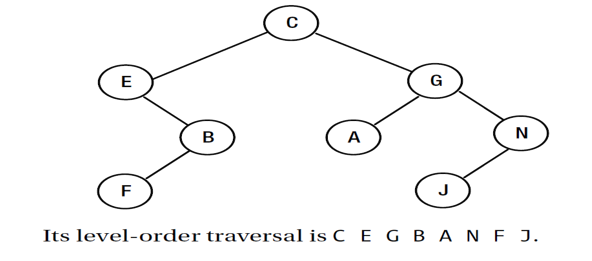 C
E G
B A N
F J
Its level-order traversal is C E G B A N F J.